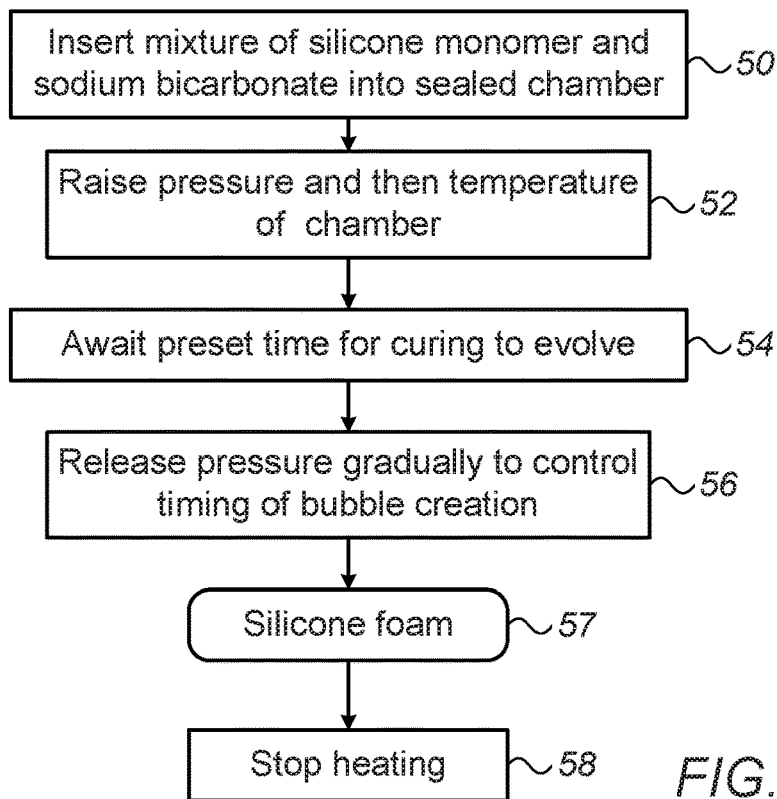 Insert mixture of silicone monomer and
sodium bicarbonate into sealed chamber
50
Raise pressure and then temperature
of chamber
52
Await preset time for curing to evolve
54
Release pressure gradually to control
timing of bubble creation
56
Silicone foam
57
Stop heating
58
FIG.